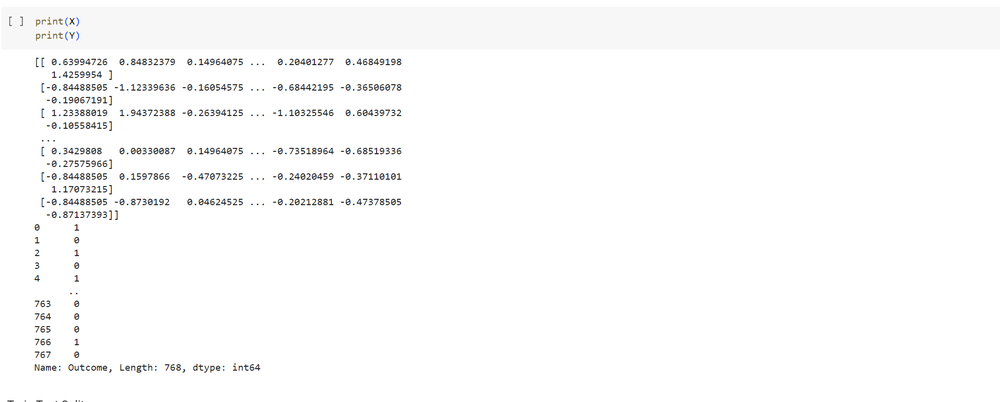 [ ] print(X)
print(Y)
[[ 0.63994726  0.84832379  0.14964075 ...  0.20401277  0.46849198
1.4259954 ]
[-0.84488505 -1.12339636 -0.16054575 ... -0.68442195 -0.36506078
-0.19067191]
[ 1.23388019  1.94372388 -0.26394125 ... -1.10325546  0.60439732
-0.10558415]
...
[ 0.3429808   0.00330087  0.14964075 ... -0.73518964 -0.68519336
-0.27575966]
[-0.84488505  0.1597866  -0.47073225 ... -0.24020459 -0.37110101
1.17073215]
[-0.84488505 -0.8730192   0.04624525 ... -0.20212881 -0.47378505
-0.87137393]]
0      1
1      0
2      1
3      0
4      1
..
763    0
764    0
765    0
766    1
767    0
Name: Outcome, Length: 768, dtype: int64
Train Test Split